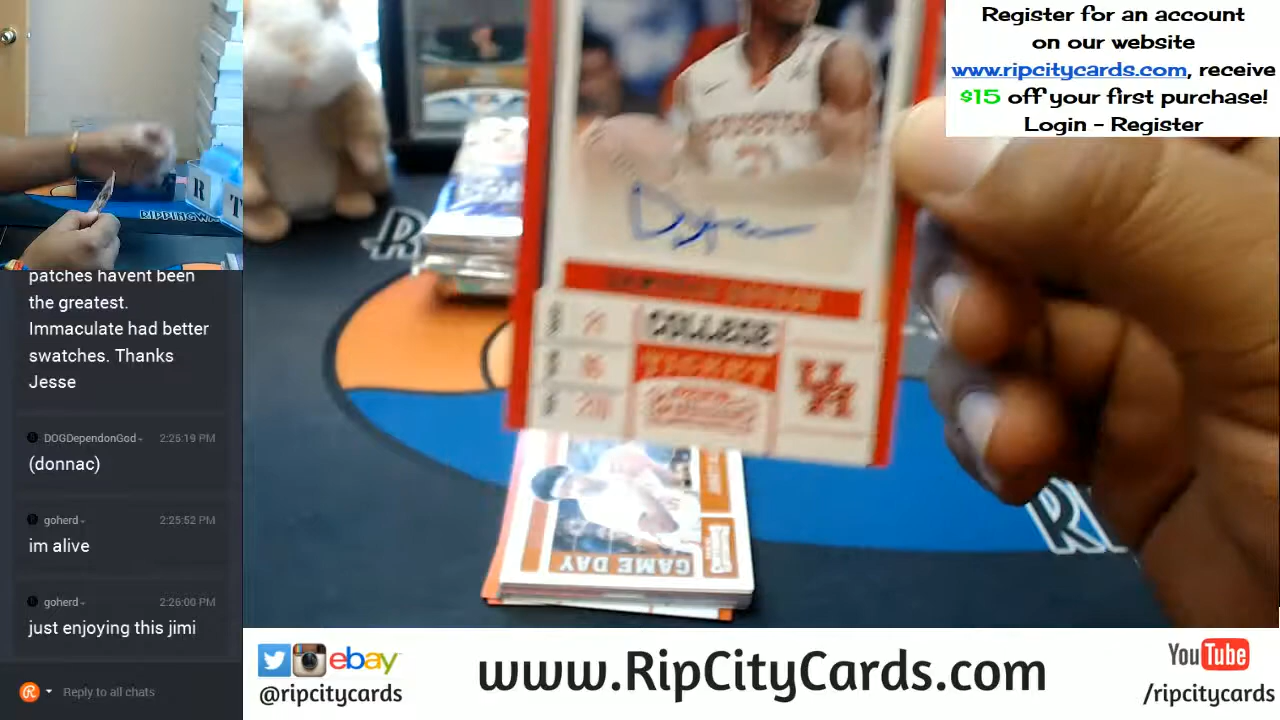 Register for an account
on our website
www.ripcitycards.com, receive
$15 off your first purchase!
Login - Register
RIPPINGWA
R
T
patches havent been
the greatest.
Immaculate had better
swatches. Thanks
Jesse
DOGDependonGod 2:25:19 PM
(donnac)
goherd 2:25:52 PM
im alive
goherd 2:26:00 PM
just enjoying this jimi
Reply to all chats
COLLEGE
TICKET
UH
GAME DAY
ebay
@ripcitycards
www.RipCityCards.com
YouTube
/ripcitycards